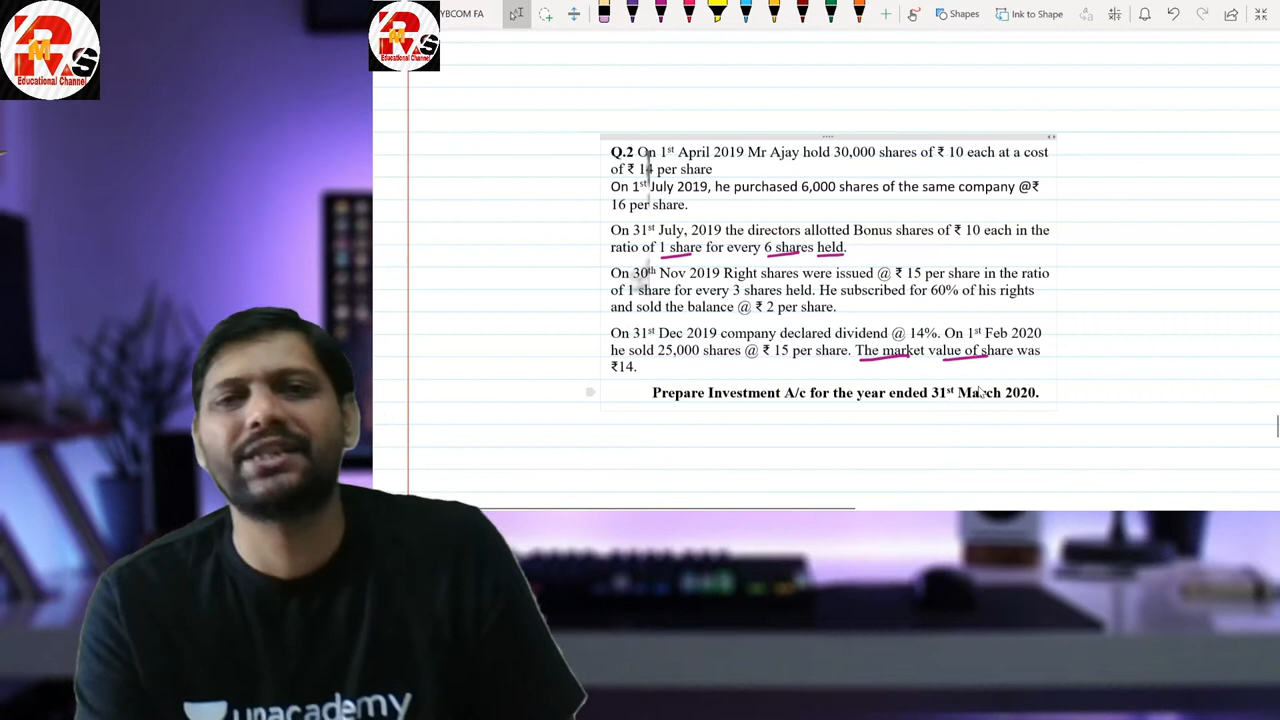 RMS
Educational Channel
RMS
Educational Channel
YBCOM FA
Shapes
Ink to Shape
Q.2 On 1st April 2019 Mr Ajay hold 30,000 shares of ₹ 10 each at a cost
of ₹ 14 per share
On 1st July 2019, he purchased 6,000 shares of the same company @₹
16 per share.
On 31st July, 2019 the directors allotted Bonus shares of ₹ 10 each in the
ratio of 1 share for every 6 shares held.
On 30th Nov 2019 Right shares were issued @ ₹ 15 per share in the ratio
of 1 share for every 3 shares held. He subscribed for 60% of his rights
and sold the balance @ ₹ 2 per share.
On 31st Dec 2019 company declared dividend @ 14%. On 1st Feb 2020
he sold 25,000 shares @ ₹ 15 per share. The market value of share was
₹14.
Prepare Investment A/c for the year ended 31st March 2020.
unacademy